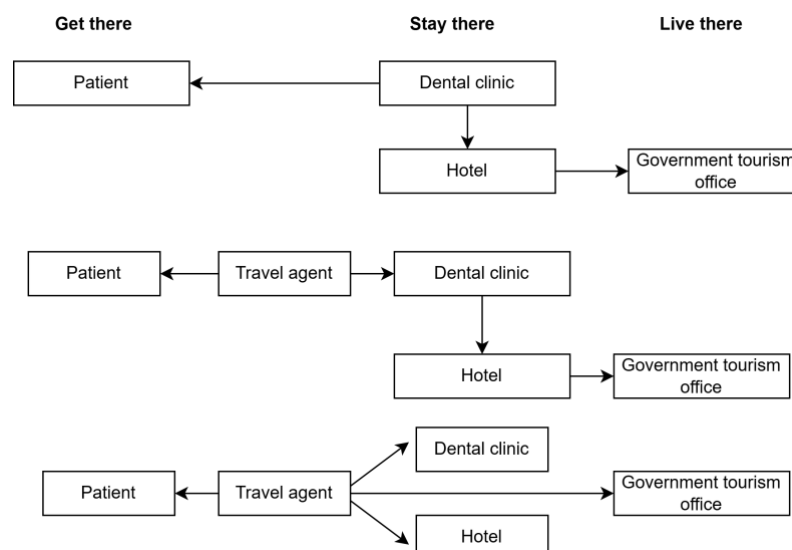 Get there
Stay there
Live there
Patient
Dental clinic
Hotel
Government tourism
office
Patient
Travel agent
Dental clinic
Hotel
Government tourism
office
Dental clinic
Patient
Travel agent
Government tourism
office
Hotel